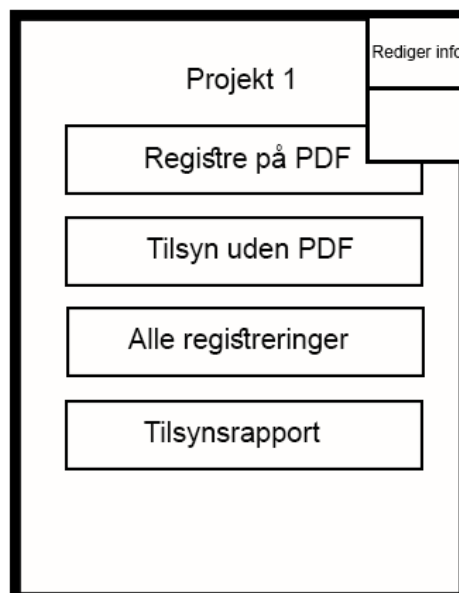 Rediger info
Projekt 1
Registre på PDF
Tilsyn uden PDF
Alle registreringer
Tilsynsrapport